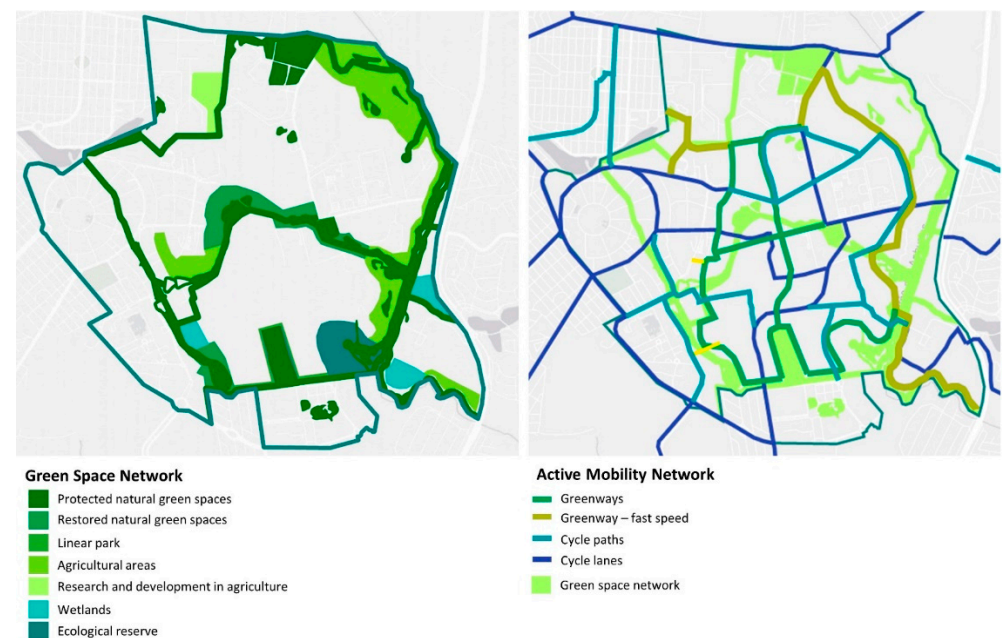 Green Space Network
Protected natural green spaces
Restored natural green spaces
Linear park
Agricultural areas
Research and development in agriculture
Wetlands
Ecological reserve
Active Mobility Network
Greenways
Greenway – fast speed
Cycle paths
Cycle lanes
Green space network